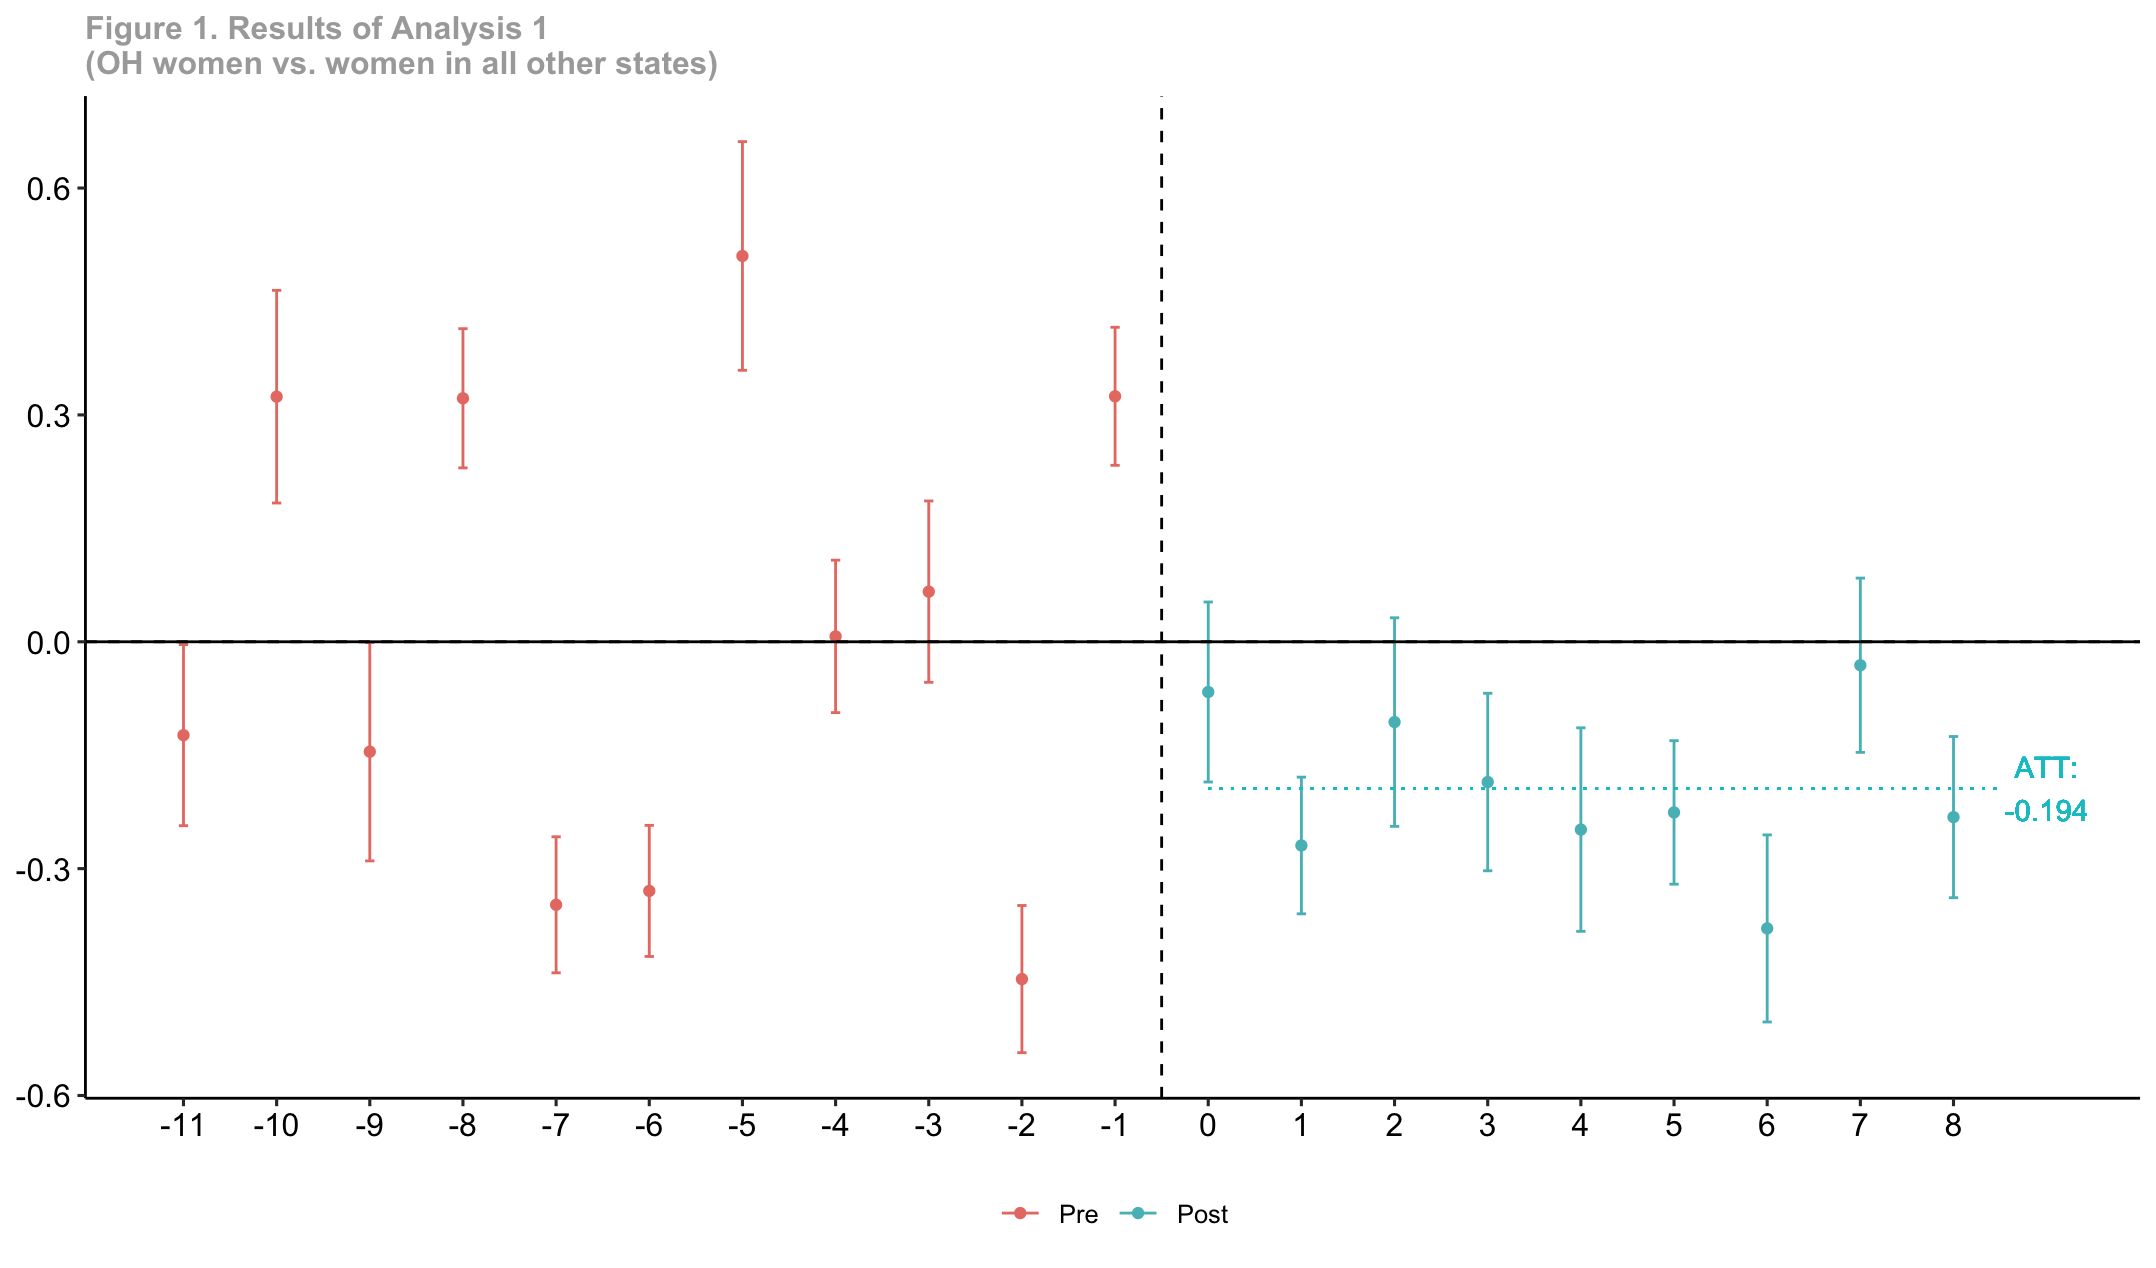 Figure 1. Results of Analysis 1
(OH women vs. women in all other states)
0.6
0.3
0.0
-0.3
-0.6
ATT:
-0.194
-11 -10 -9 -8 -7 -6 -5 -4 -3 -2 -1 0 1 2 3 4 5 6 7 8
Pre Post